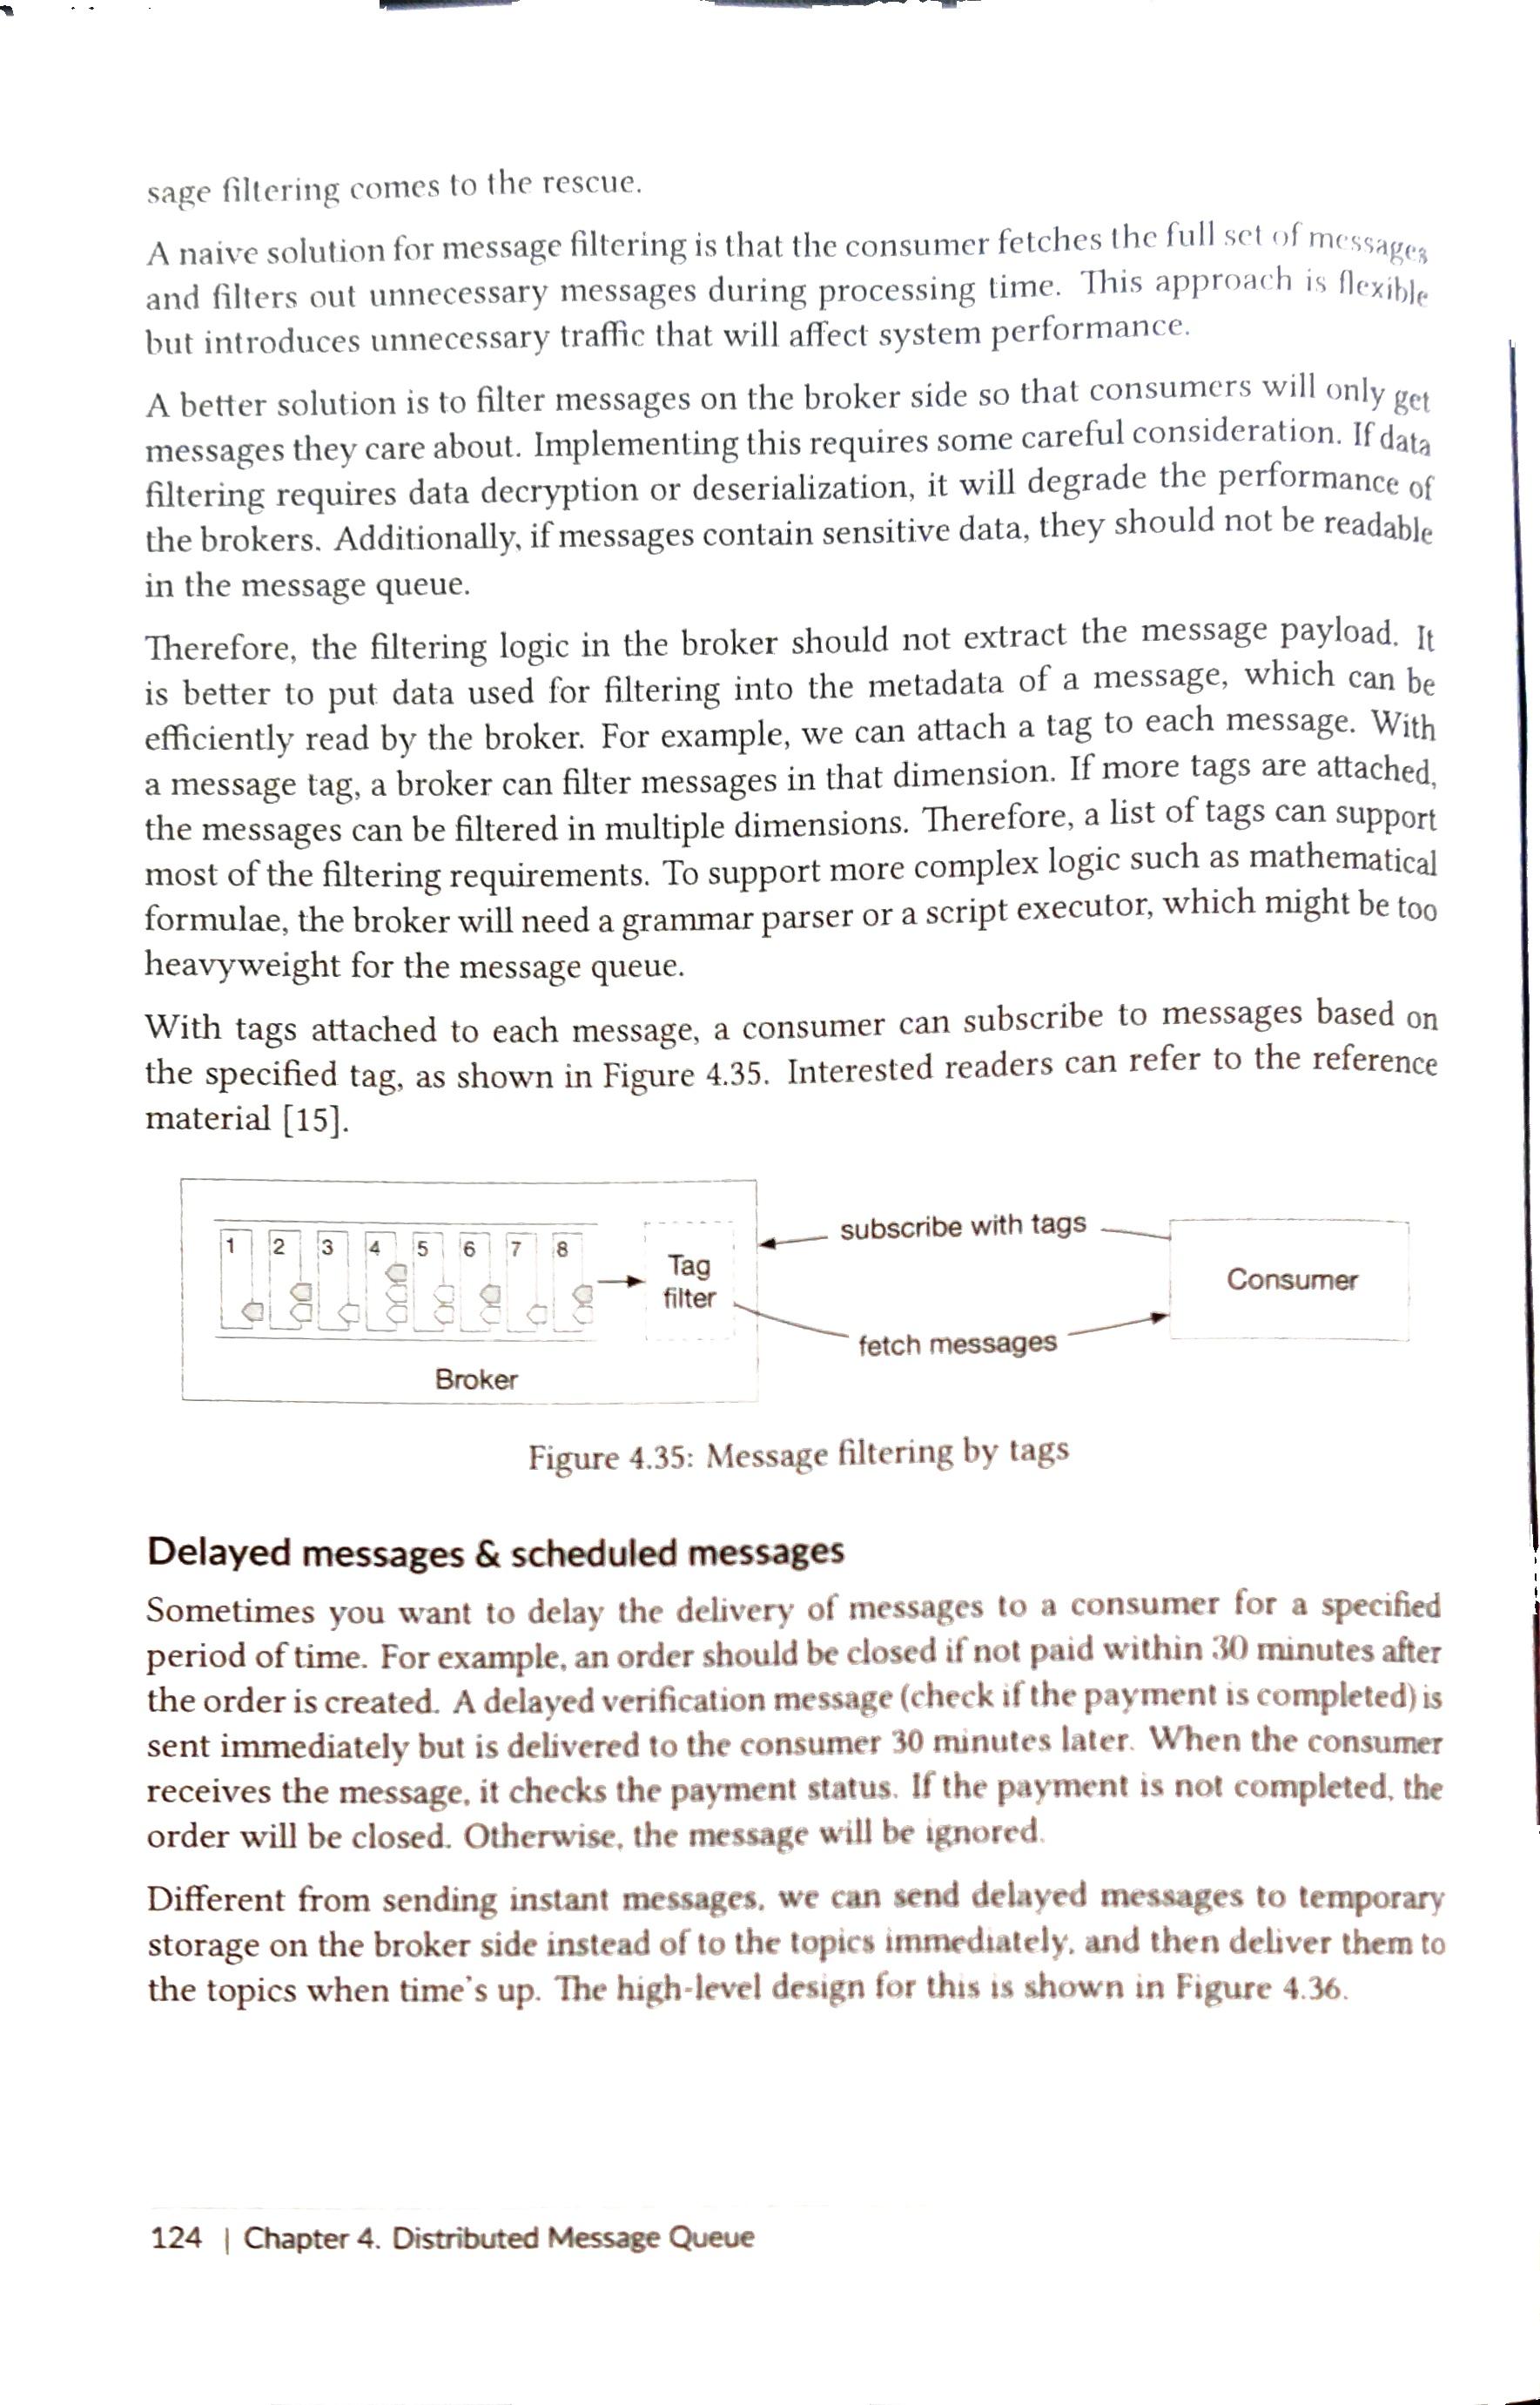 sage filtering comes to the rescue.
A naive solution for message filtering is that the consumer fetches the full set of messages
and filters out unnecessary messages during processing time. This approach is flexible
but introduces unnecessary traffic that will affect system performance.
A better solution is to filter messages on the broker side so that consumers will only get
messages they care about. Implementing this requires some careful consideration. If data
filtering requires data decryption or deserialization, it will degrade the performance of
the brokers. Additionally, if messages contain sensitive data, they should not be readable
in the message queue.
Therefore, the filtering logic in the broker should not extract the message payload. It
is better to put data used for filtering into the metadata of a message, which can be
efficiently read by the broker. For example, we can attach a tag to each message. With
a message tag, a broker can filter messages in that dimension. If more tags are attached,
the messages can be filtered in multiple dimensions. Therefore, a list of tags can support
most of the filtering requirements. To support more complex logic such as mathematical
formulae, the broker will need a grammar parser or a script executor, which might be too
heavyweight for the message queue.
With tags attached to each message, a consumer can subscribe to messages based on
the specified tag, as shown in Figure 4.35. Interested readers can refer to the reference
material [15].
1 2 3 4 5 6 7 8
Tag
filter
Broker
subscribe with tags
fetch messages
Consumer
Figure 4.35: Message filtering by tags
Delayed messages & scheduled messages
Sometimes you want to delay the delivery of messages to a consumer for a specified
period of time. For example, an order should be closed if not paid within 30 minutes after
the order is created. A delayed verification message (check if the payment is completed) is
sent immediately but is delivered to the consumer 30 minutes later. When the consumer
receives the message, it checks the payment status. If the payment is not completed, the
order will be closed. Otherwise, the message will be ignored.
Different from sending instant messages, we can send delayed messages to temporary
storage on the broker side instead of to the topics immediately, and then deliver them to
the topics when time's up. The high-level design for this is shown in Figure 4.36.
124 | Chapter 4. Distributed Message Queue